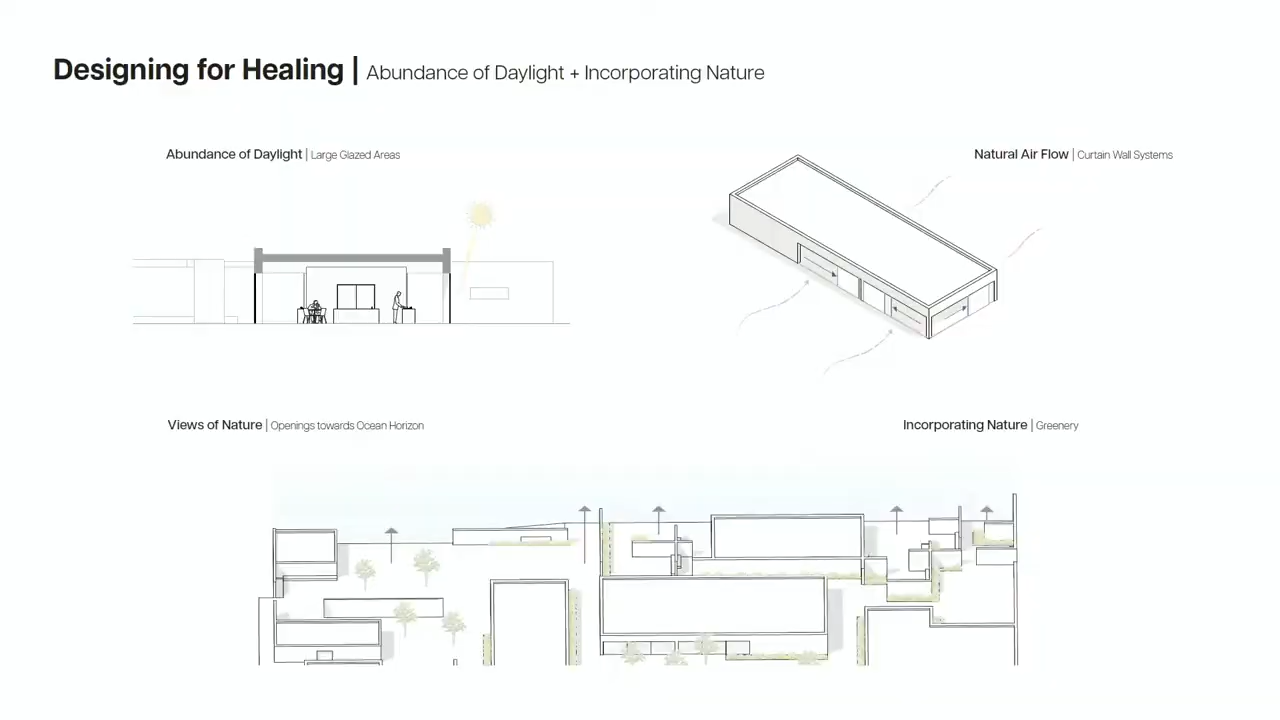 Designing for Healing | Abundance of Daylight + Incorporating Nature
Abundance of Daylight | Large Glazed Areas
Natural Air Flow | Curtain Wall Systems
Views of Nature | Openings towards Ocean Horizon
Incorporating Nature | Greenery